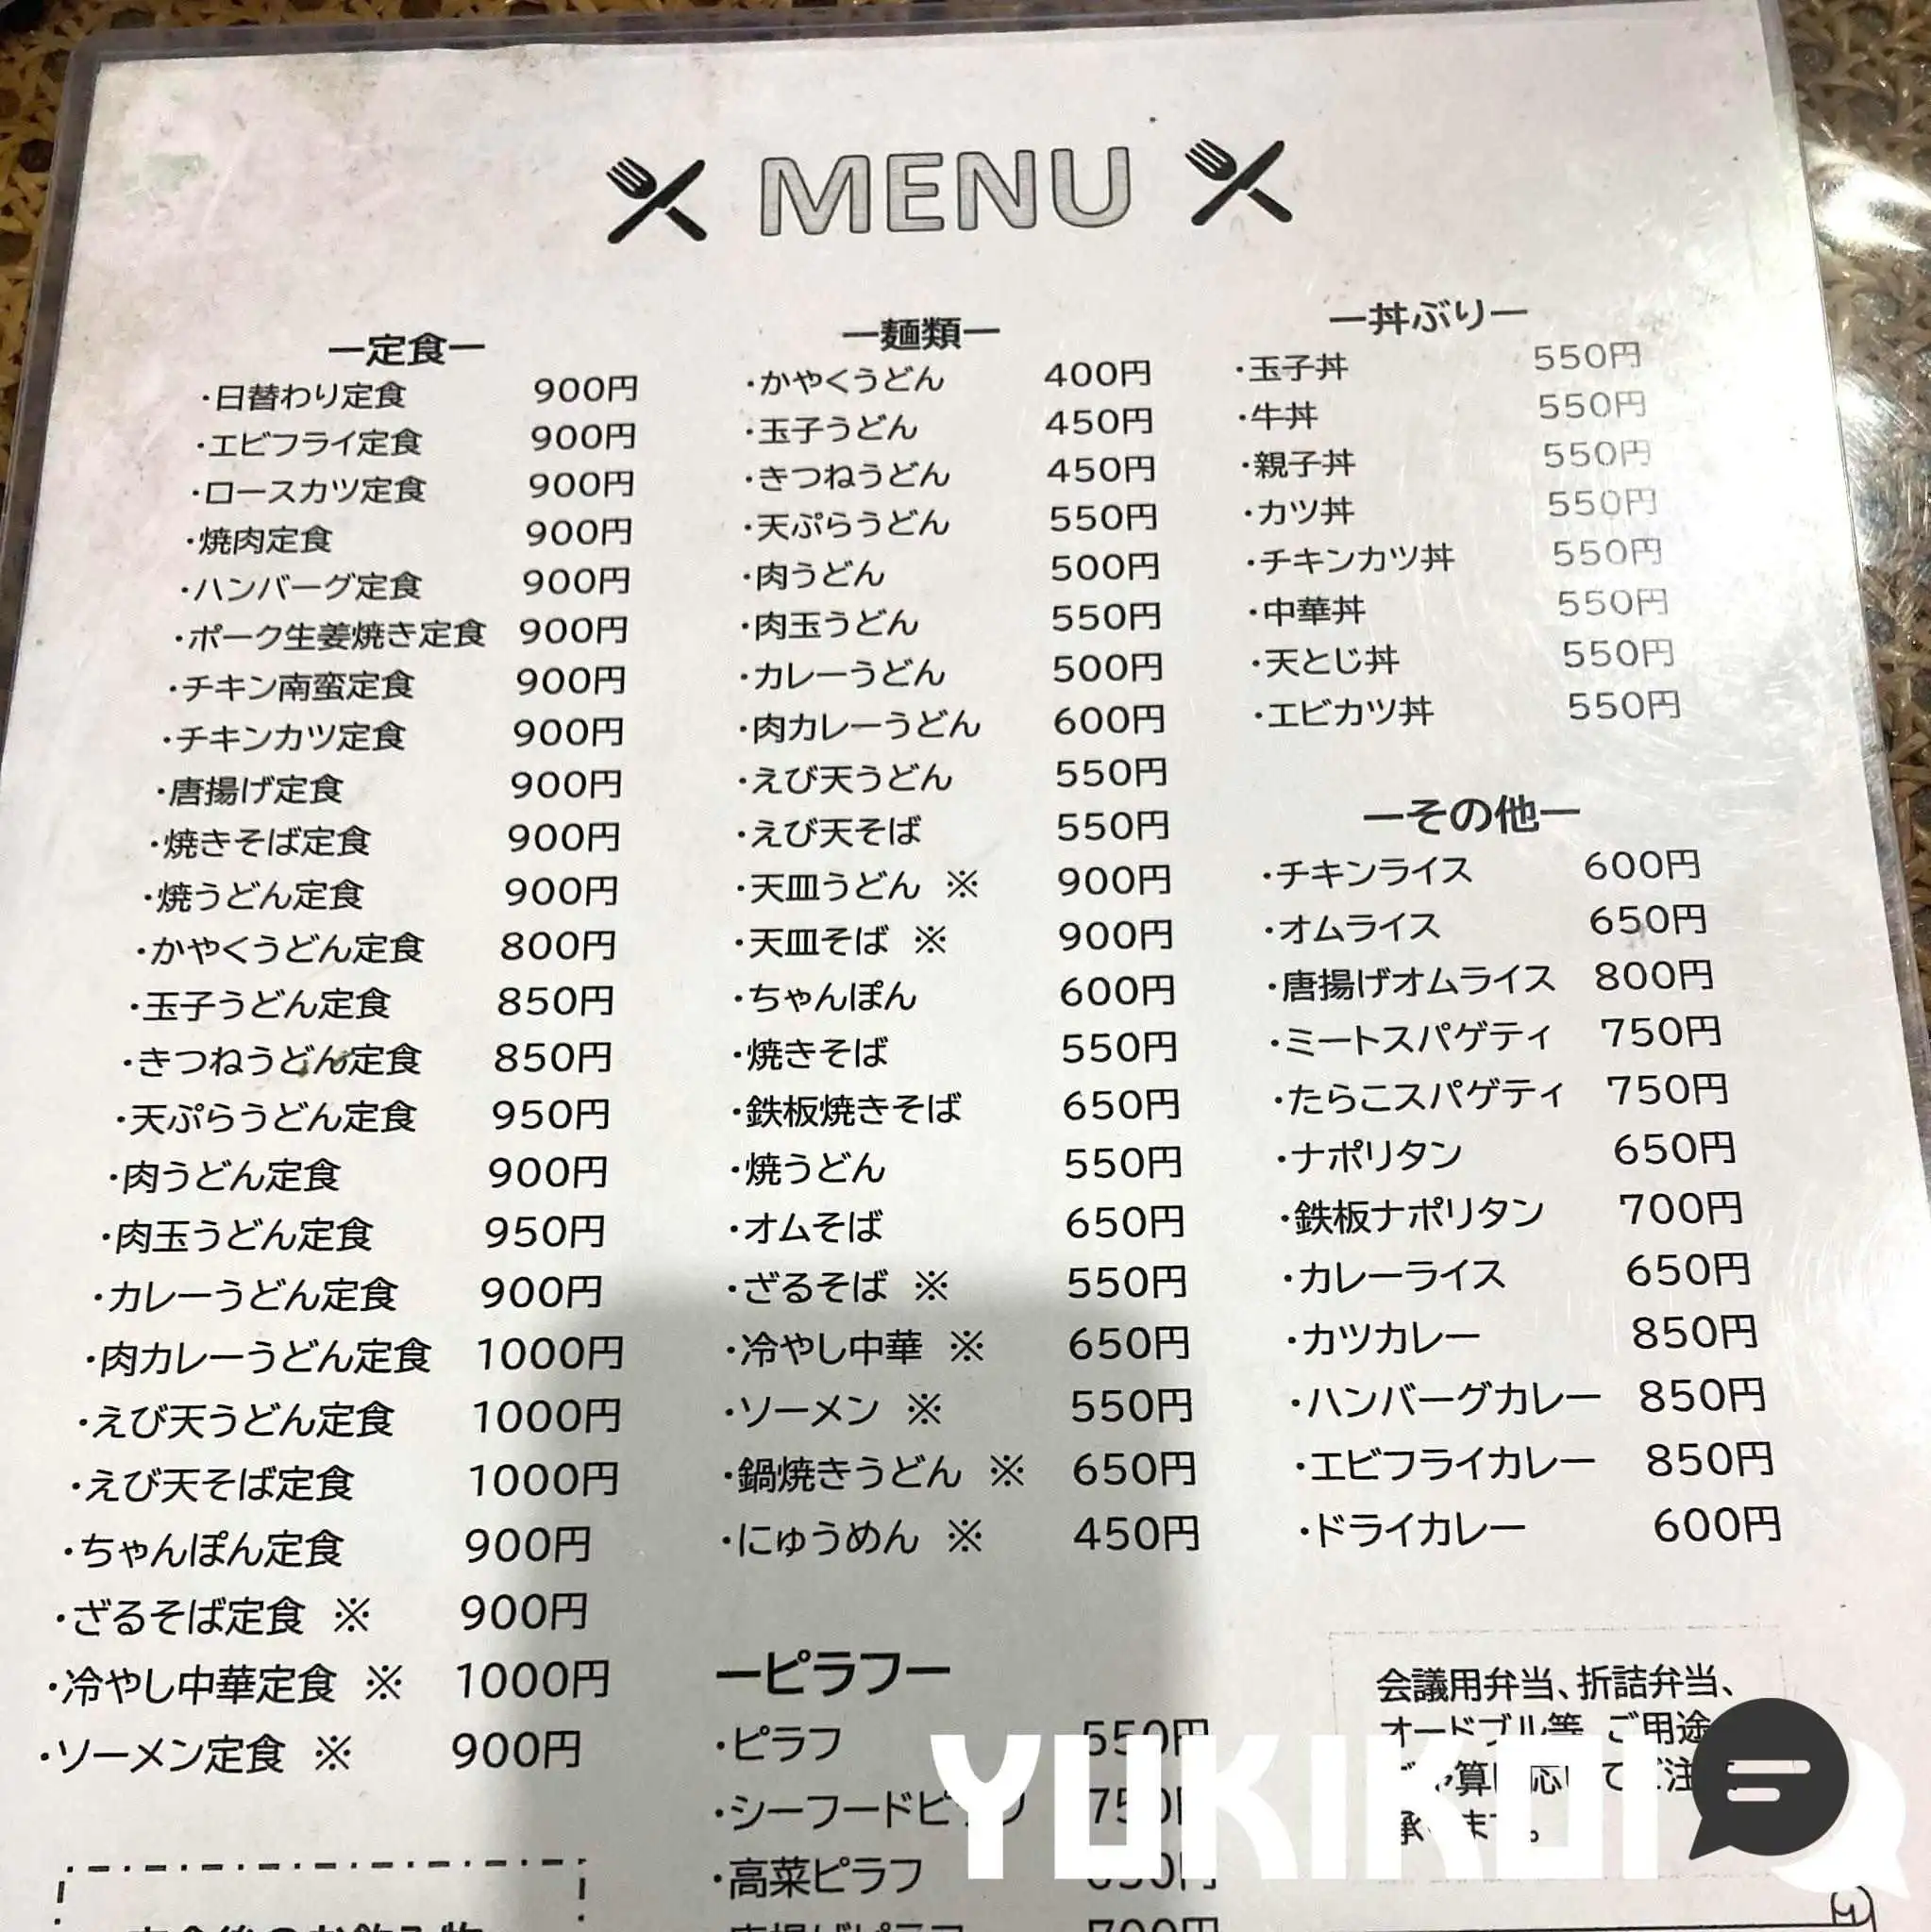 MENU
ー定食ー
・日替わり定食 900円
・エビフライ定食 900円
・ロースカツ定食 900円
・焼肉定食 900円
・ハンバーグ定食 900円
・ポーク生姜焼き定食 900円
・チキン南蛮定食 900円
・チキンカツ定食 900円
・唐揚げ定食 900円
・焼きそば定食 900円
・焼うどん定食 900円
・かやくうどん定食 800円
・玉子うどん定食 850円
・きつねうどん定食 850円
・天ぷらうどん定食 950円
・肉うどん定食 900円
・肉玉うどん定食 950円
・カレーうどん定食 900円
・肉カレーうどん定食 1000円
・えび天うどん定食 1000円
・えび天そば定食 1000円
・ちゃんぽん定食 900円
・ざるそば定食 ※ 900円
・冷やし中華定食 ※ 1000円
・ソーメン定食 ※ 900円
ー麺類ー
・かやくうどん 400円
・玉子うどん 450円
・きつねうどん 450円
・天ぷらうどん 550円
・肉うどん 500円
・肉玉うどん 550円
・カレーうどん 500円
・肉カレーうどん 600円
・えび天うどん 550円
・えび天そば 550円
・天皿うどん ※ 900円
・天皿そば ※ 900円
・ちゃんぽん 600円
・焼きそば 550円
・鉄板焼きそば 650円
・焼うどん 550円
・オムそば 650円
・ざるそば ※ 550円
・冷やし中華 ※ 650円
・ソーメン ※ 550円
・鍋焼きうどん ※ 650円
・にゅうめん ※ 450円
ーピラフー
・ピラフ 550円
・シーフードピラフ
・高菜ピラフ
ー丼ぶりー
・玉子丼 550円
・牛丼 550円
・親子丼 550円
・カツ丼 550円
・チキンカツ丼 550円
・中華丼 550円
・天とじ丼 550円
・エビカツ丼 550円
ーその他ー
・チキンライス 600円
・オムライス 650円
・唐揚げオムライス 800円
・ミートスパゲティ 750円
・たらこスパゲティ 750円
・ナポリタン 650円
・鉄板ナポリタン 700円
・カレーライス 650円
・カツカレー 850円
・ハンバーグカレー 850円
・エビフライカレー 850円
・ドライカレー 600円
会議用弁当、折詰弁当、
オードブル等 ご用途
YUKIKOI